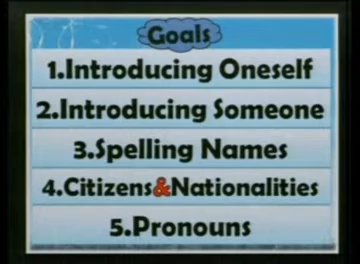 Goals
1.Introducing Oneself
2.Introducing Someone
3.Spelling Names
4.Citizens&Nationalities
5.Pronouns